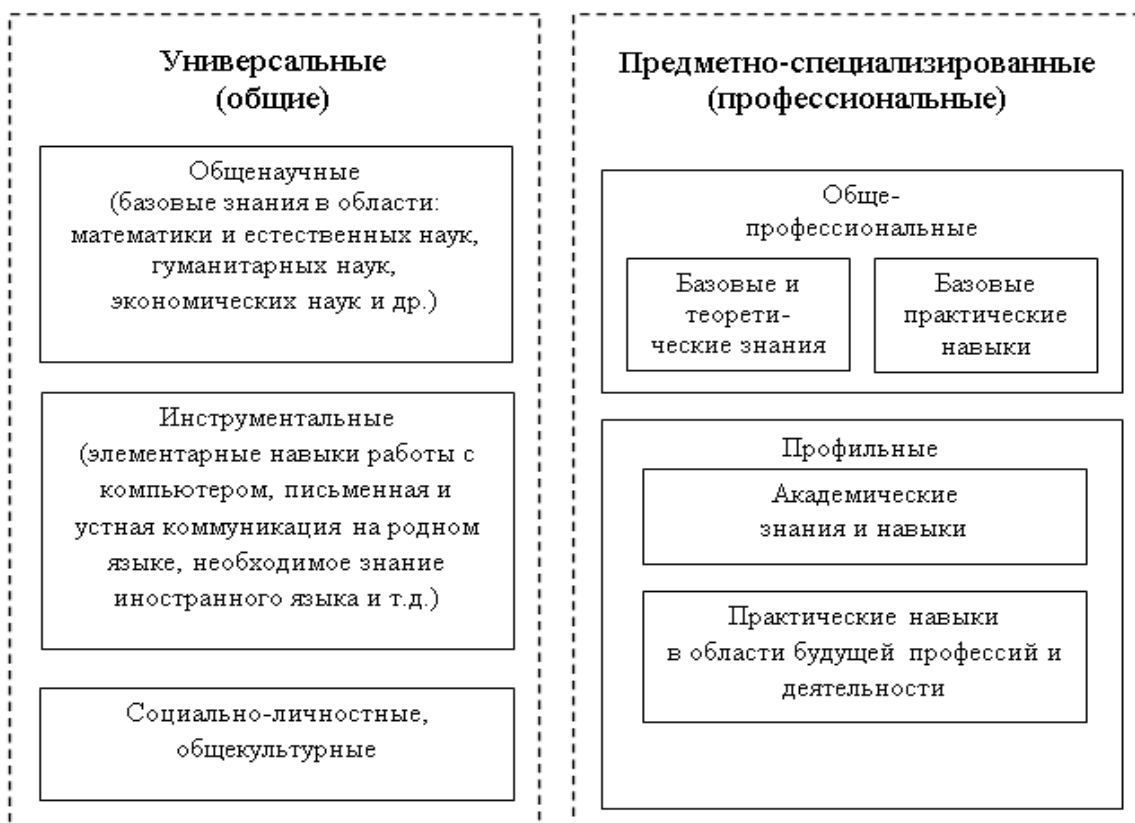 Универсальные
(общие)
Общенаучные
(базовые знания в области:
математики и естественных наук,
гуманитарных наук,
экономических наук и др.)
Инструментальные
(элементарные навыки работы с
компьютером, письменная и
устная коммуникация на родном
языке, необходимое знание
иностранного языка и т.д.)
Социально-личностные,
общекультурные
Предметно-специализированные
(профессиональные)
Обще-
профессиональные
Базовые и
теорети-
ческие знания
Базовые
практические
навыки
Профильные
Академические
знания и навыки
Практические навыки
в области будущей профессий и
деятельности